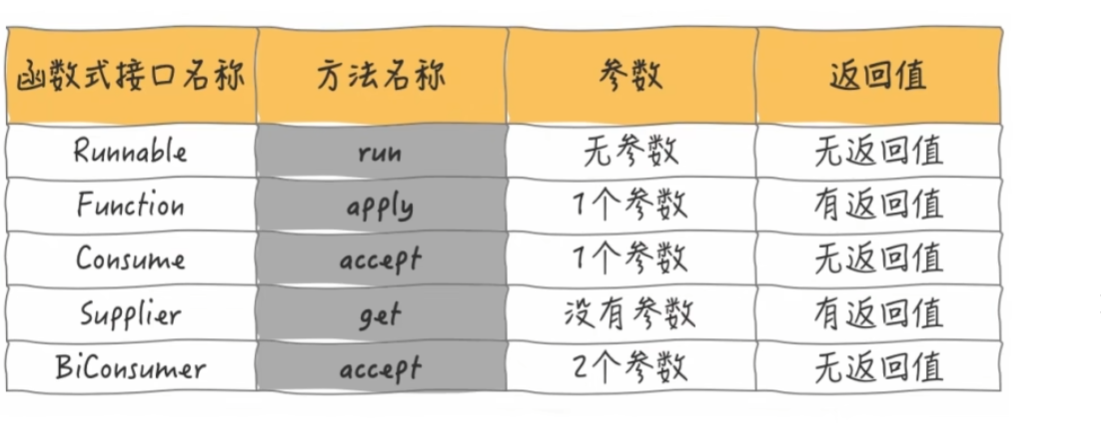 函数式接口名称 方法名称 参数 返回值
Runnable run 无参数 无返回值
Function apply 1个参数 有返回值
Consume accept 1个参数 无返回值
Supplier get 没有参数 有返回值
BiConsumer accept 2个参数 无返回值